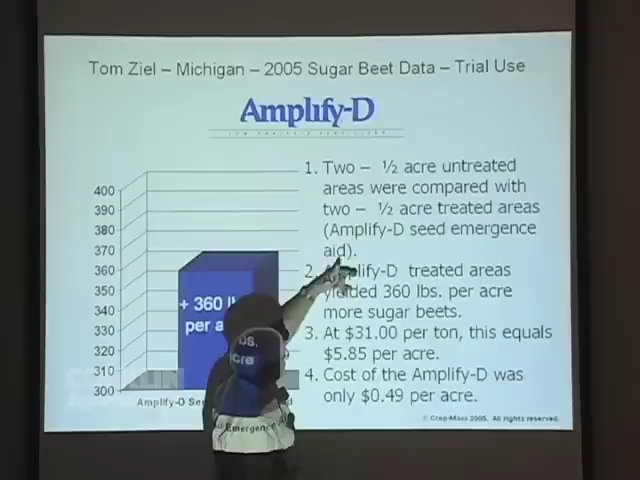 Tom Ziel – Michigan – 2005 Sugar Beet Data – Trial Use
Amplify-D
1. Two – ½ acre untreated
areas were compared with
two – ½ acre treated areas
(Amplify-D seed emergence
aid).
2. Amplify-D treated areas
yielded 360 lbs. per acre
more sugar beets.
3. At $31.00 per ton, this equals
$5.85 per acre.
4. Cost of the Amplify-D was
only $0.49 per acre.
400
390
380
370
360
350
340
330
320
310
300
+ 360 lbs.
per acre
Amplify-D Seed Emergence
© Crop-Maxx 2005. All rights reserved.